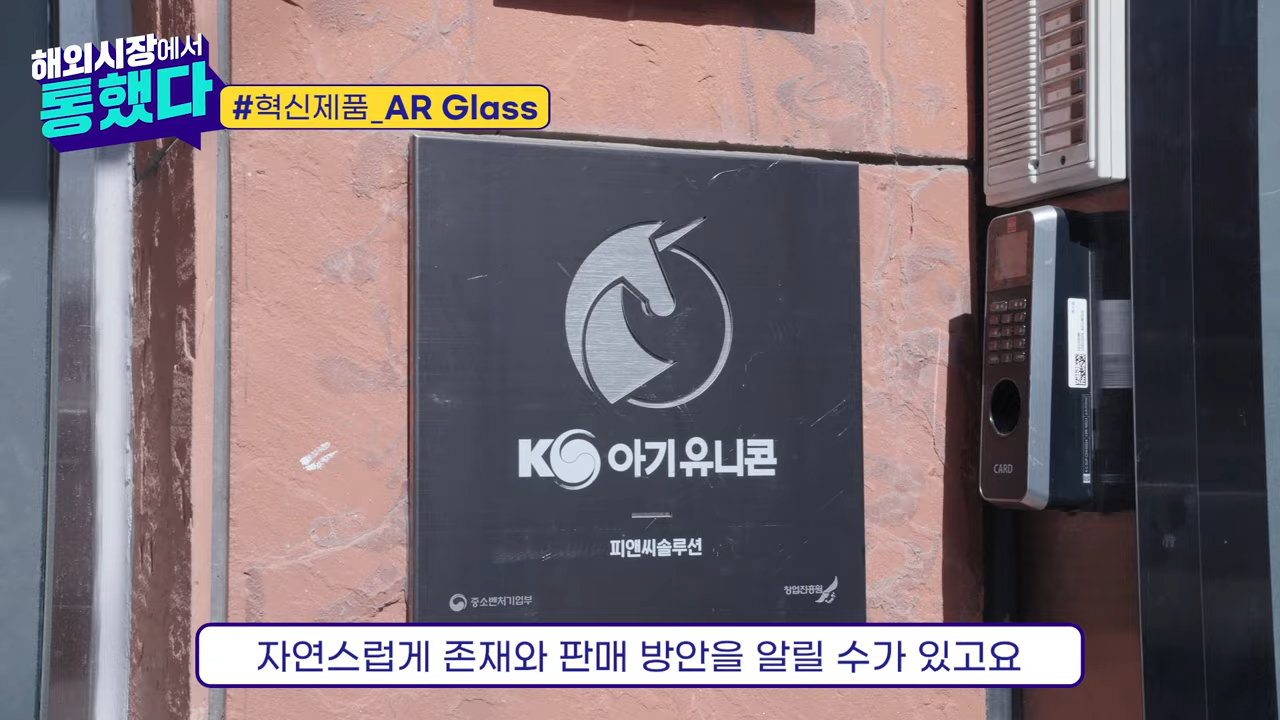 해외시장에서
통했다
#혁신제품_AR Glass
K 아기유니콘
피앤씨솔루션
중소벤처기업부
창업진흥원
CARD
자연스럽게 존재와 판매 방안을 알릴 수가 있고요